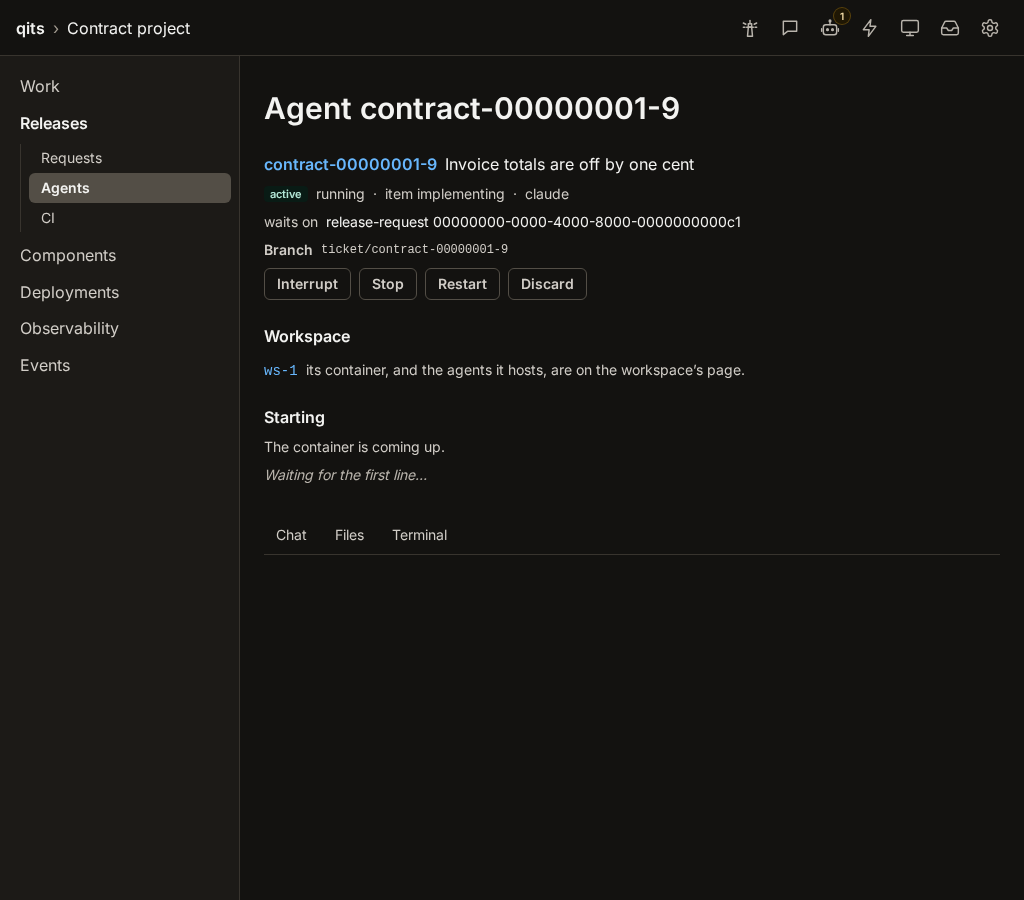 qits › Contract project
1
Work
Releases
Requests
Agents
CI
Components
Deployments
Observability
Events
Agent contract-00000001-9
contract-00000001-9 Invoice totals are off by one cent
active running · item implementing · claude
waits on release-request 00000000-0000-4000-8000-0000000000c1
Branch ticket/contract-00000001-9
Interrupt Stop Restart Discard
Workspace
ws-1 its container, and the agents it hosts, are on the workspace’s page.
Starting
The container is coming up.
Waiting for the first line…
Chat Files Terminal